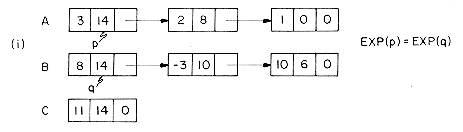 A 3 14 2 8 1 0 0
p
(i) EXP(p) = EXP(q)
B 8 14 -3 10 10 6 0
q
C 11 14 0